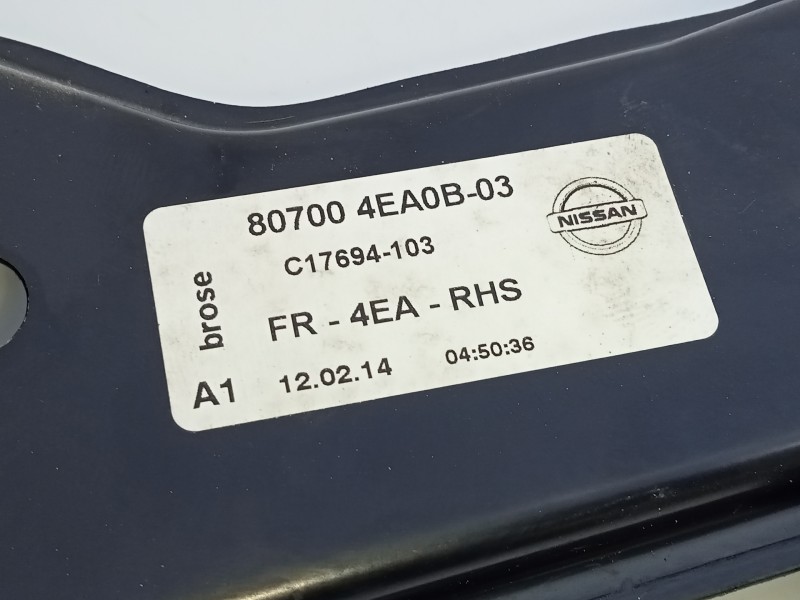 80700 4EA0B-03
NISSAN
C17694-103
brose
FR - 4EA - RHS
A1 12.02.14 04:50:36